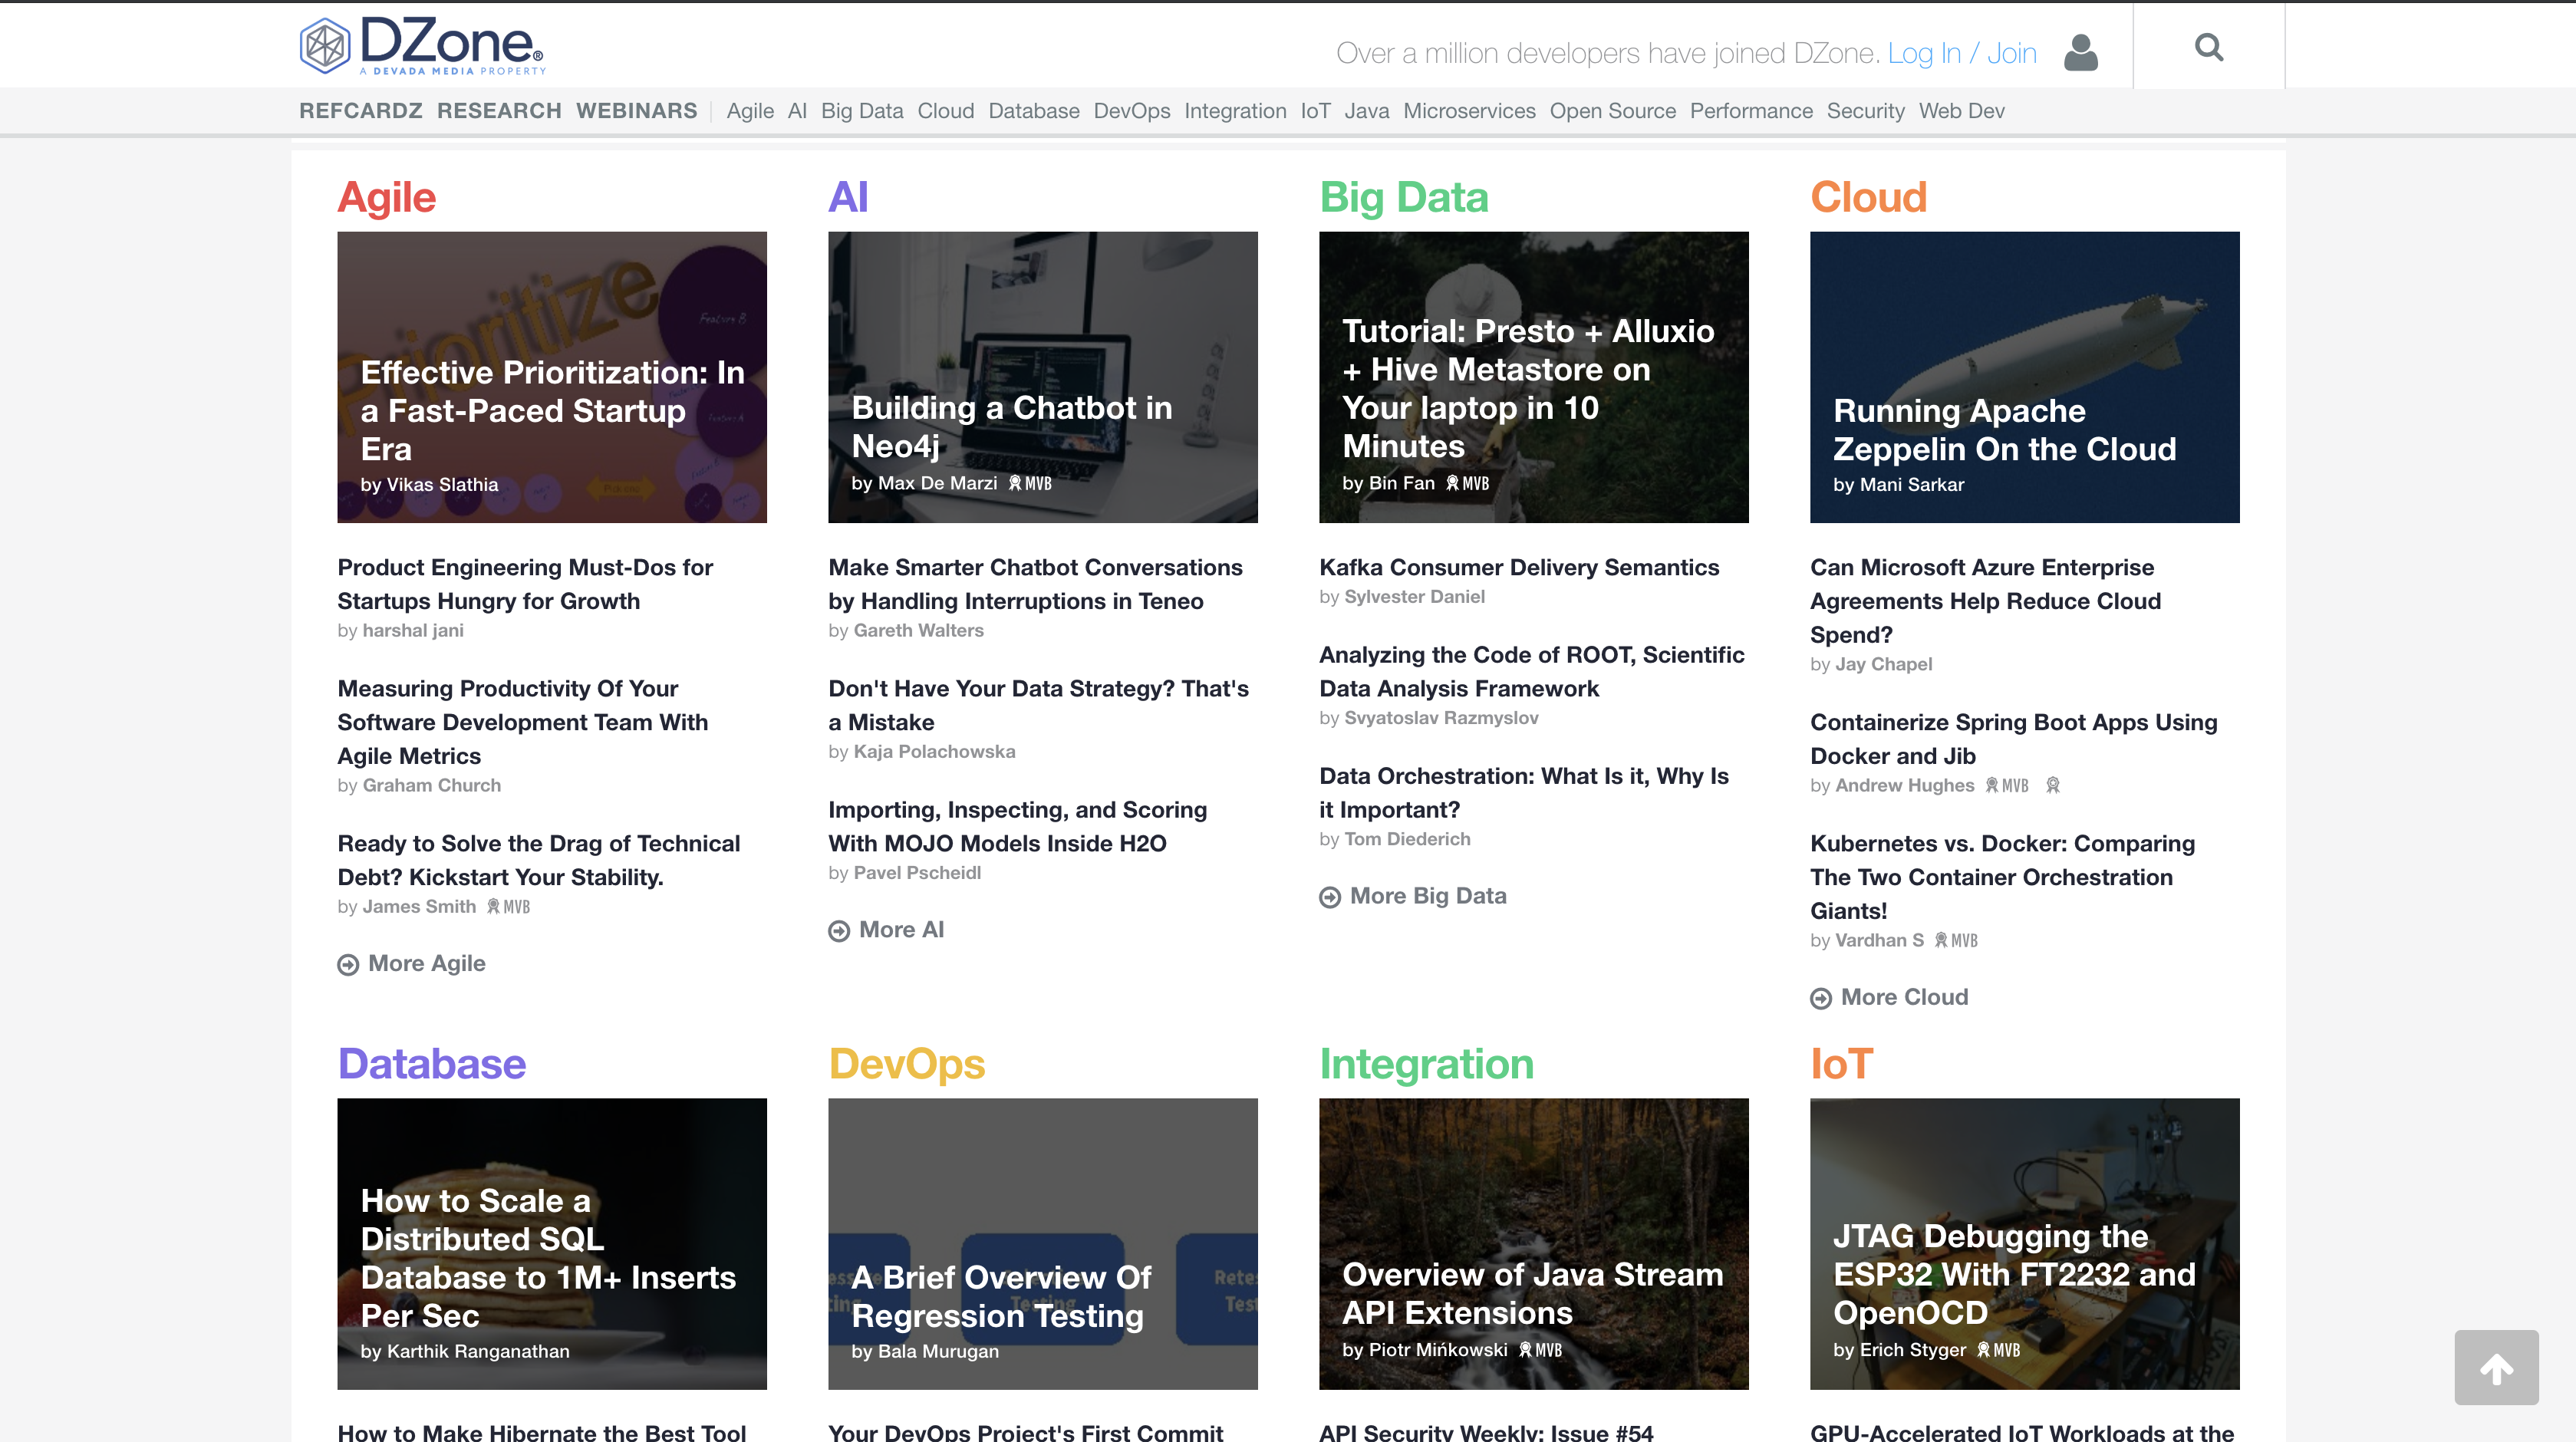 DZone®
A DEVADA MEDIA PROPERTY
Over a million developers have joined DZone. Log In / Join
REFCARDZ RESEARCH WEBINARS Agile AI Big Data Cloud Database DevOps Integration IoT Java Microservices Open Source Performance Security Web Dev
Agile
Prioritize
Feature B
Effective Prioritization: In
a Fast-Paced Startup
Era
by Vikas Slathia
Product Engineering Must-Dos for
Startups Hungry for Growth
by harshal jani
Measuring Productivity Of Your
Software Development Team With
Agile Metrics
by Graham Church
Ready to Solve the Drag of Technical
Debt? Kickstart Your Stability.
by James Smith MVB
More Agile
AI
Building a Chatbot in
Neo4j
by Max De Marzi MVB
Make Smarter Chatbot Conversations
by Handling Interruptions in Teneo
by Gareth Walters
Don't Have Your Data Strategy? That's
a Mistake
by Kaja Polachowska
Importing, Inspecting, and Scoring
With MOJO Models Inside H2O
by Pavel Pscheidl
More AI
Big Data
Tutorial: Presto + Alluxio
+ Hive Metastore on
Your laptop in 10
Minutes
by Bin Fan MVB
Kafka Consumer Delivery Semantics
by Sylvester Daniel
Analyzing the Code of ROOT, Scientific
Data Analysis Framework
by Svyatoslav Razmyslov
Data Orchestration: What Is it, Why Is
it Important?
by Tom Diederich
More Big Data
Cloud
Running Apache
Zeppelin On the Cloud
by Mani Sarkar
Can Microsoft Azure Enterprise
Agreements Help Reduce Cloud
Spend?
by Jay Chapel
Containerize Spring Boot Apps Using
Docker and Jib
by Andrew Hughes MVB
Kubernetes vs. Docker: Comparing
The Two Container Orchestration
Giants!
by Vardhan S MVB
More Cloud
Database
How to Scale a
Distributed SQL
Database to 1M+ Inserts
Per Sec
by Karthik Ranganathan
How to Make Hibernate the Best Tool
DevOps
A Brief Overview Of
Regression Testing
by Bala Murugan
Your DevOps Project's First Commit
Integration
Overview of Java Stream
API Extensions
by Piotr Mińkowski MVB
API Security Weekly: Issue #54
IoT
JTAG Debugging the
ESP32 With FT2232 and
OpenOCD
by Erich Styger MVB
GPU-Accelerated IoT Workloads at the